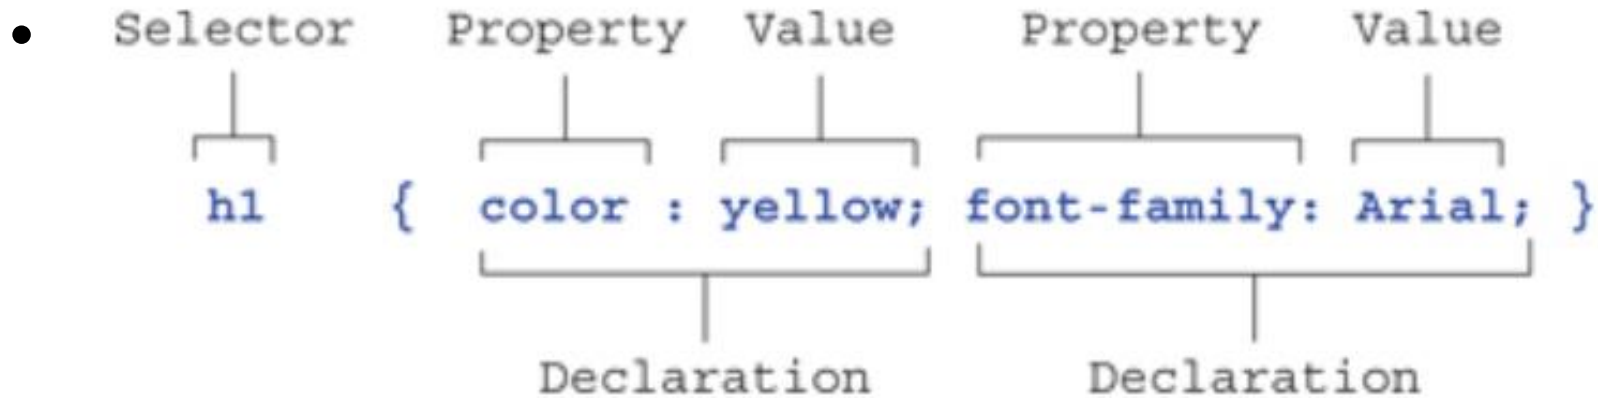 • Selector Property Value Property Value
h1 { color : yellow; font-family: Arial; }
Declaration Declaration